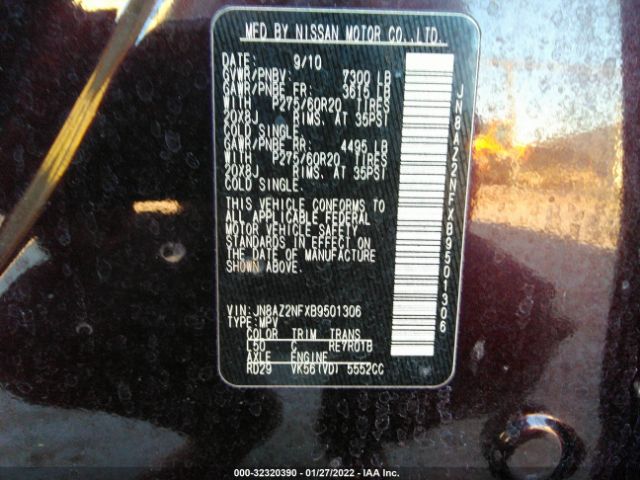 MFD BY NISSAN MOTOR CO.,LTD.
DATE: 9/10
GVWR/PNBV: 7300 LB
GAWR/PNBE FR: 3615 LB
WITH P275/60R20 TIRES
20X8J RIMS, AT 35PSI
COLD SINGLE.
GAWR/PNBE RR: 4495 LB
WITH P275/60R20 TIRES
20X8J RIMS, AT 35PSI
COLD SINGLE.
THIS VEHICLE CONFORMS TO
ALL APPLICABLE FEDERAL
MOTOR VEHICLE SAFETY
STANDARDS IN EFFECT ON
THE DATE OF MANUFACTURE
SHOWN ABOVE.
VIN: JN8AZ2NFXB9501306
TYPE: MPV
COLOR TRIM TRANS
L50 C RE7R01B
AXLE ENGINE
RD29 VK56(VD) 5552CC
JN8AZ2NFXB9501306
000-32320390 - 01/27/2022 - IAA Inc.